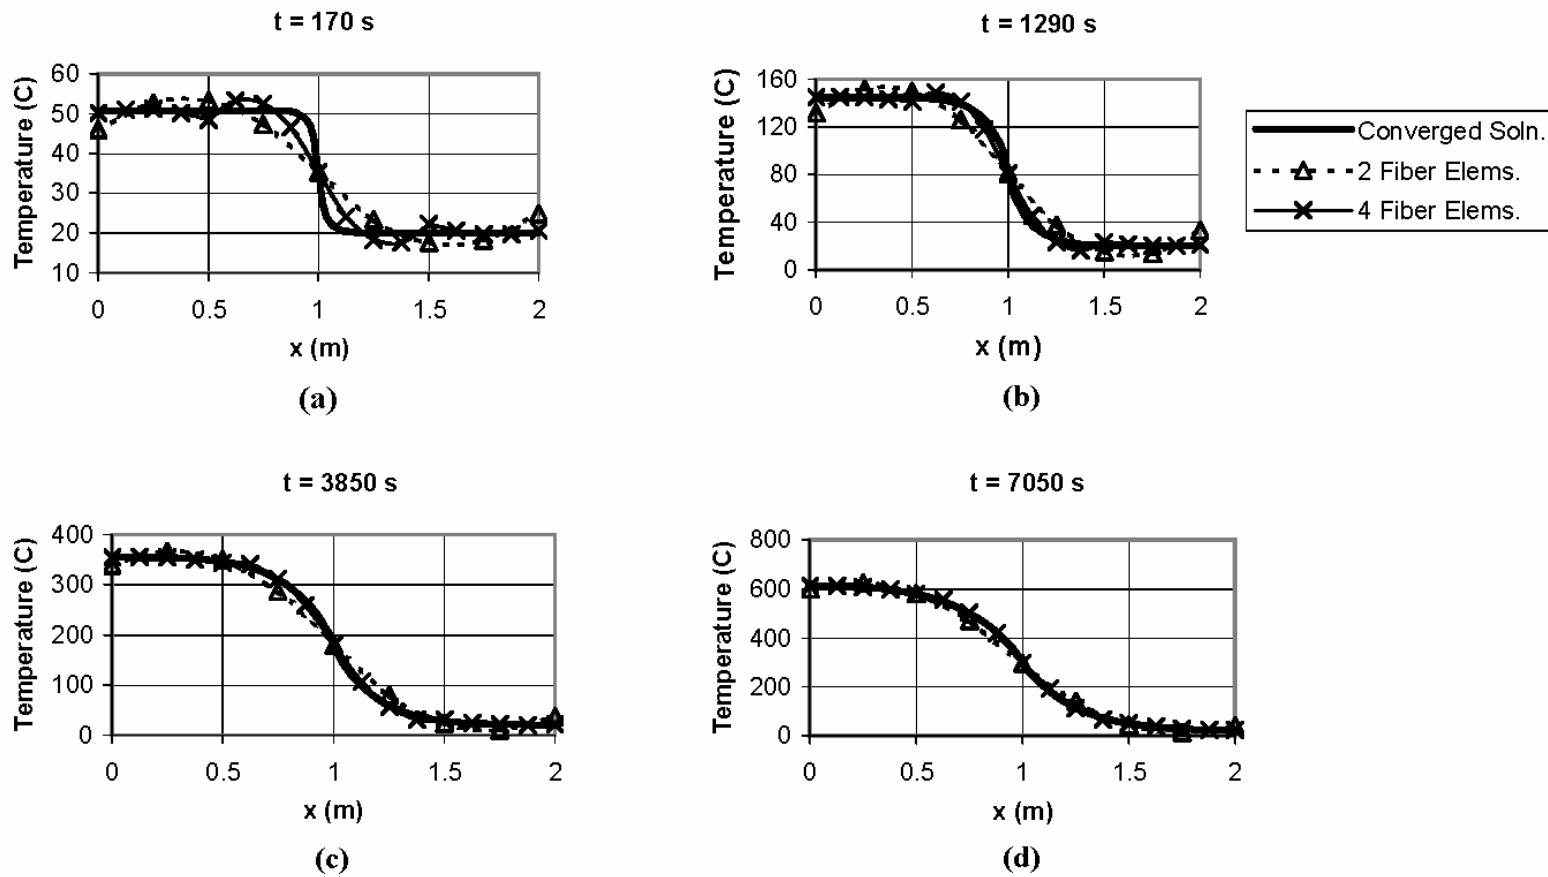 t = 170 s
Temperature (C)
60
50
40
30
20
10
0
0.5
1
1.5
2
x (m)
(a)
t = 1290 s
Temperature (C)
160
120
80
40
0
0
0.5
1
1.5
2
x (m)
(b)
Converged Soln.
2 Fiber Elems.
4 Fiber Elems.
t = 3850 s
Temperature (C)
400
300
200
100
0
0
0.5
1
1.5
2
x (m)
(c)
t = 7050 s
Temperature (C)
800
600
400
200
0
0
0.5
1
1.5
2
x (m)
(d)